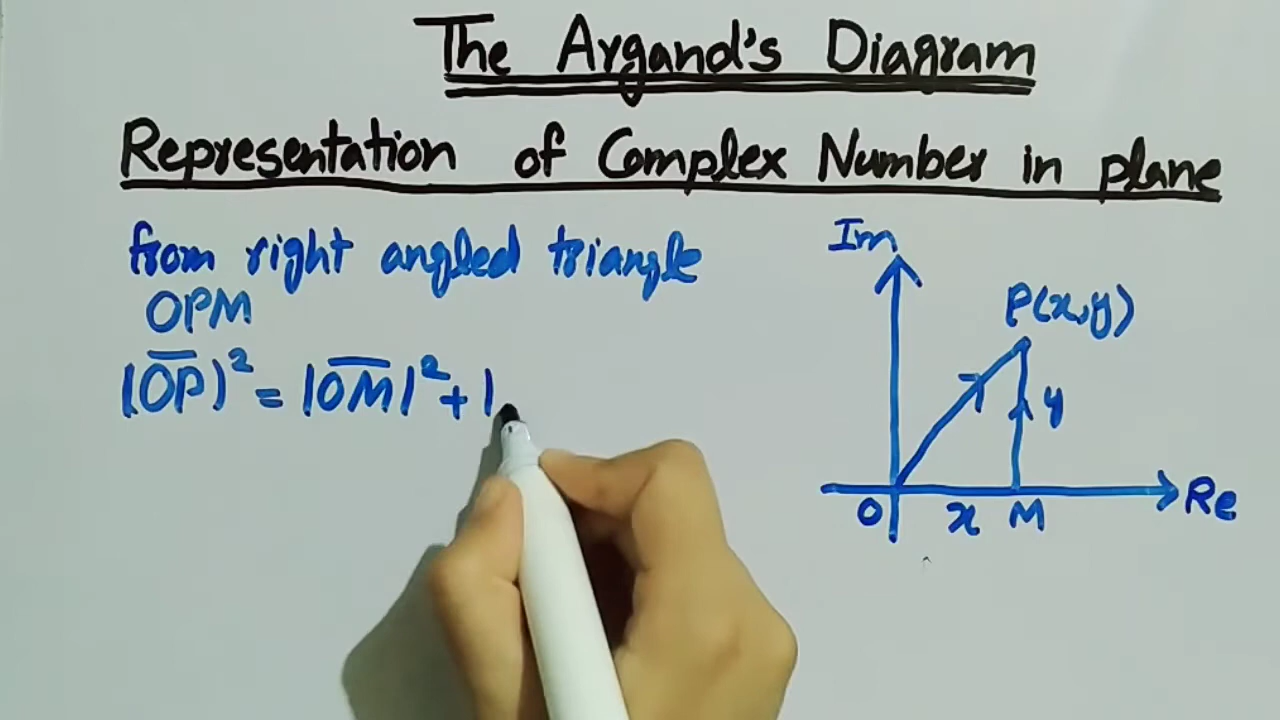 The Argand's Diagram
Representation of Complex Number in plane
from right angled triangle
OPM
|OP|² = |OM|² + |
Im
P(x,y)
y
O x M
Re